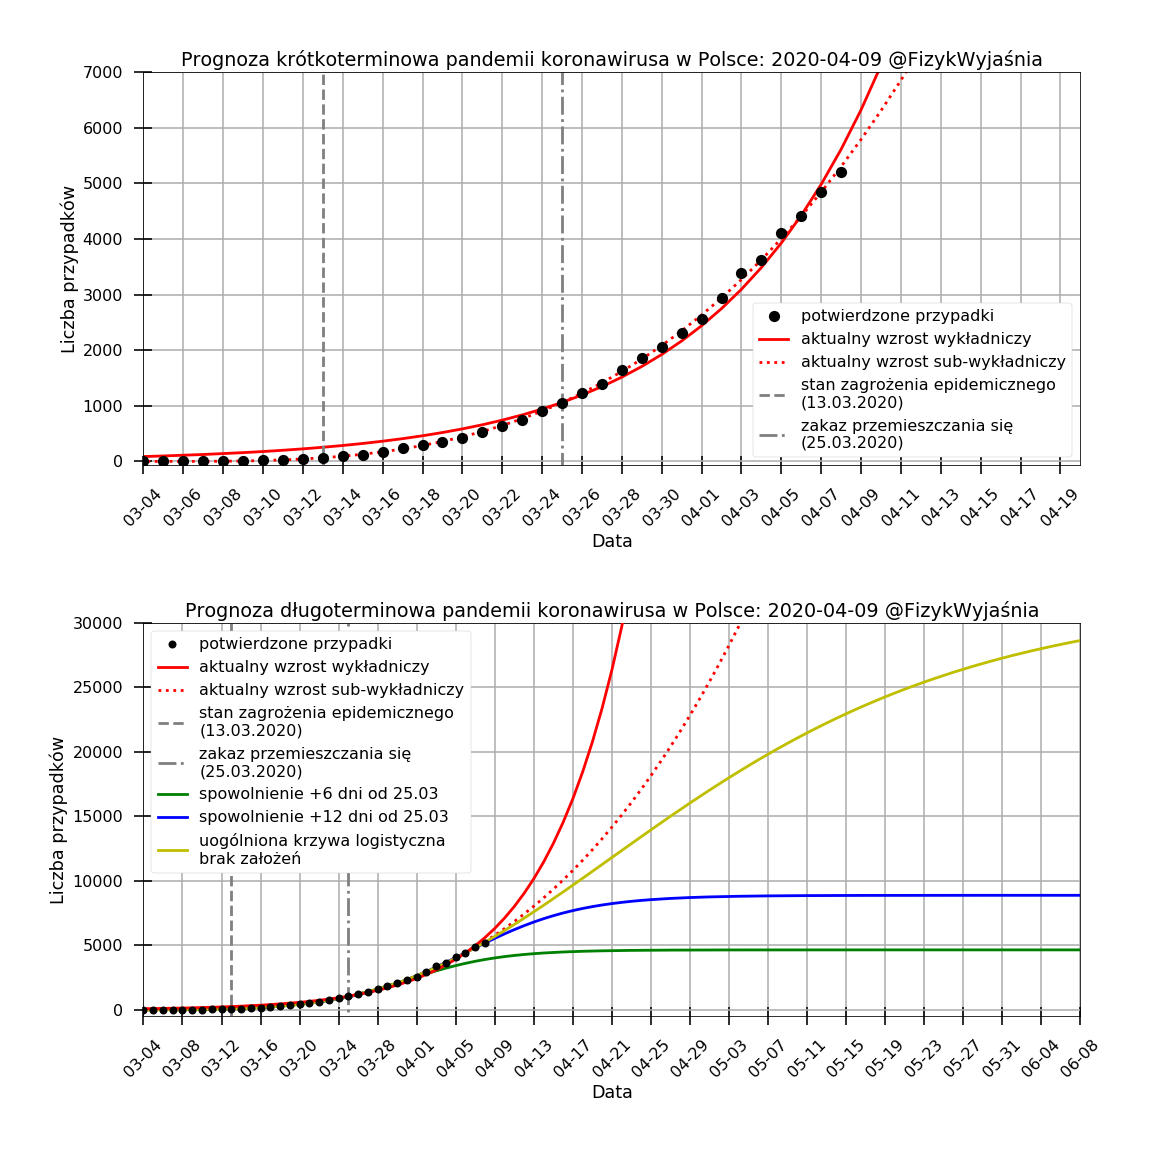 Prognoza krótkoterminowa pandemii koronawirusa w Polsce: 2020-04-09 @FizykWyjaśnia
7000
6000
5000
4000
3000
2000
1000
0
Liczba przypadków
potwierdzone przypadki
aktualny wzrost wykładniczy
aktualny wzrost sub-wykładniczy
stan zagrożenia epidemicznego
(13.03.2020)
zakaz przemieszczania się
(25.03.2020)
03-04 03-06 03-08 03-10 03-12 03-14 03-16 03-18 03-20 03-22 03-24 03-26 03-28 03-30 04-01 04-03 04-05 04-07 04-09 04-11 04-13 04-15 04-17 04-19
Data
Prognoza długoterminowa pandemii koronawirusa w Polsce: 2020-04-09 @FizykWyjaśnia
30000
25000
20000
15000
10000
5000
0
Liczba przypadków
potwierdzone przypadki
aktualny wzrost wykładniczy
aktualny wzrost sub-wykładniczy
stan zagrożenia epidemicznego
(13.03.2020)
zakaz przemieszczania się
(25.03.2020)
spowolnienie +6 dni od 25.03
spowolnienie +12 dni od 25.03
uogólniona krzywa logistyczna
brak założeń
03-04 03-08 03-12 03-16 03-20 03-24 03-28 04-01 04-05 04-09 04-13 04-17 04-21 04-25 04-29 05-03 05-07 05-11 05-15 05-19 05-23 05-27 05-31 06-04 06-08
Data